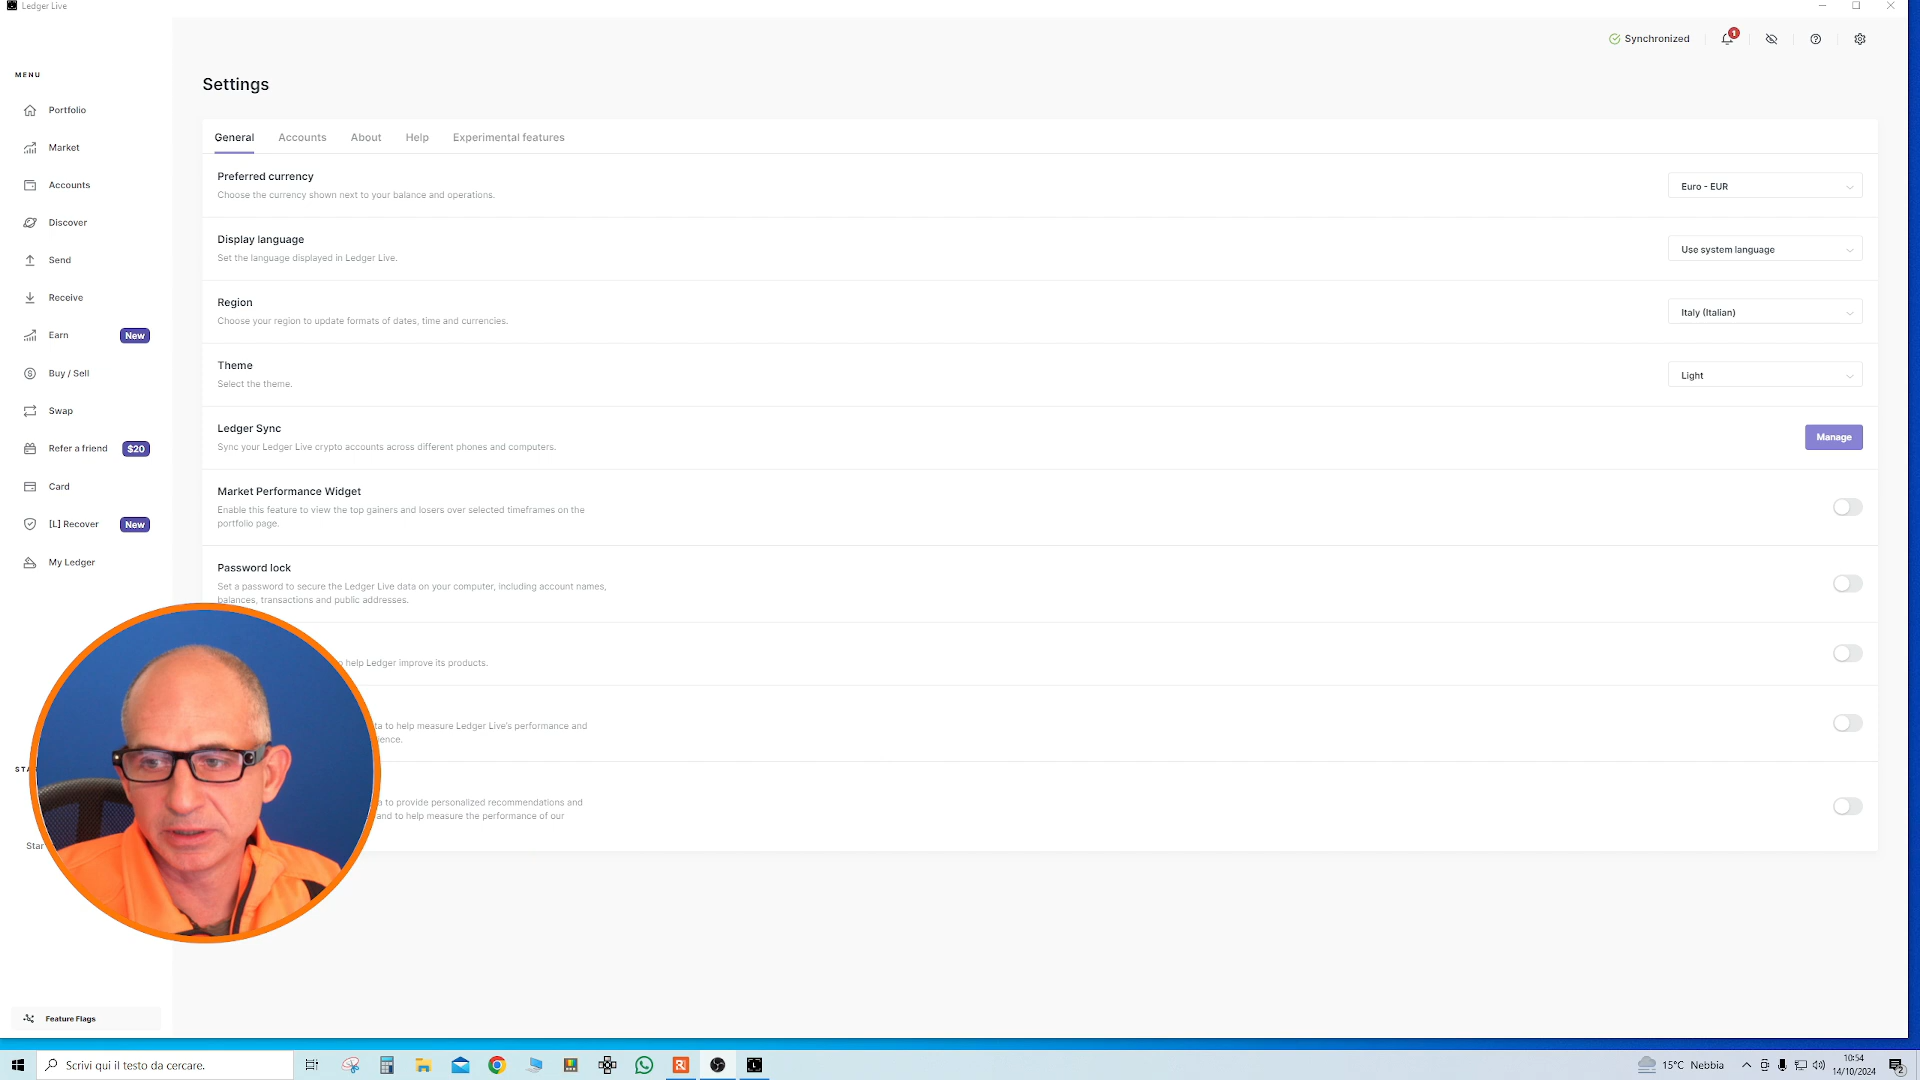 Ledger Live
Synchronized
1
MENU
Settings
Portfolio
Market
Accounts
Discover
Send
Receive
Earn New
Buy / Sell
Swap
Refer a friend $20
Card
[L] Recover New
My Ledger
General Accounts About Help Experimental features
Preferred currency
Choose the currency shown next to your balance and operations.
Euro - EUR
Display language
Set the language displayed in Ledger Live.
Use system language
Region
Choose your region to update formats of dates, time and currencies.
Italy (Italian)
Theme
Select the theme.
Light
Ledger Sync
Sync your Ledger Live crypto accounts across different phones and computers.
Manage
Market Performance Widget
Enable this feature to view the top gainers and losers over selected timeframes on the
portfolio page.
Password lock
Set a password to secure the Ledger Live data on your computer, including account names,
balances, transactions and public addresses.
help Ledger improve its products.
to help measure Ledger Live's performance and
to provide personalized recommendations and
and to help measure the performance of our
Star
Feature Flags
Scrivi qui il testo da cercare.
15°C Nebbia
10:54
14/10/2024
2